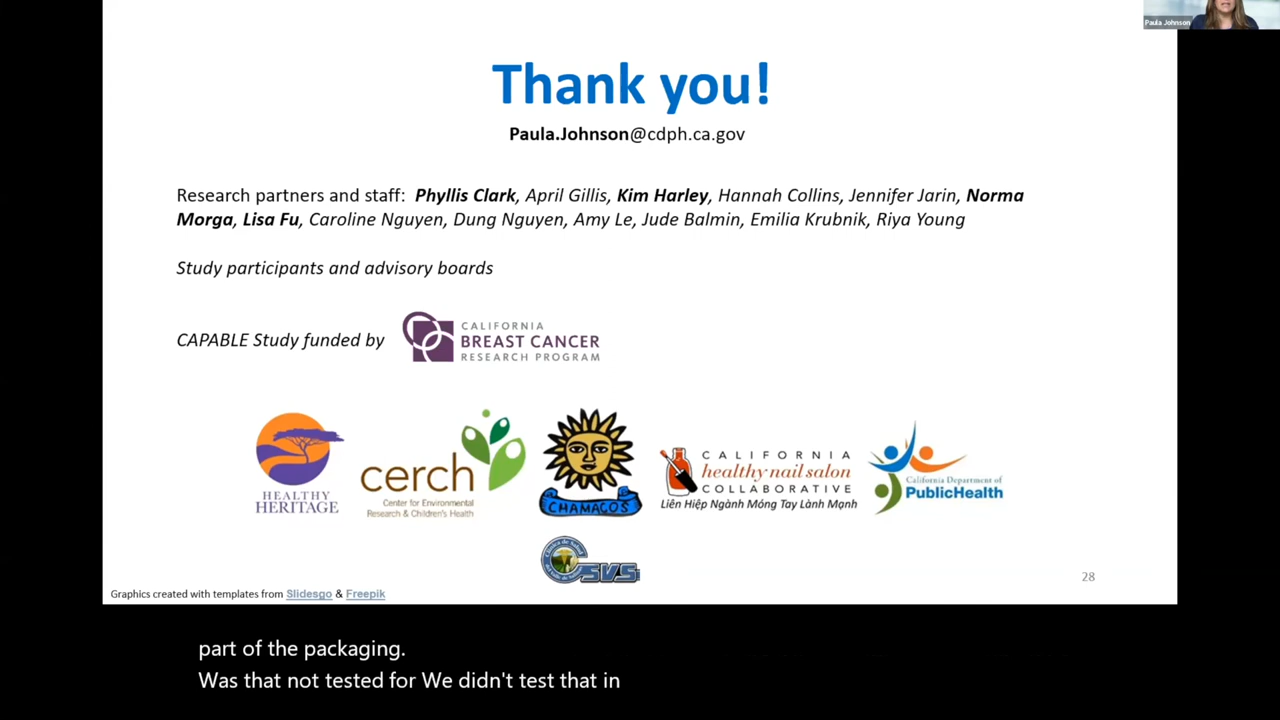 Paula Johnson
Thank you!
Paula.Johnson@cdph.ca.gov
Research partners and staff: Phyllis Clark, April Gillis, Kim Harley, Hannah Collins, Jennifer Jarin, Norma
Morga, Lisa Fu, Caroline Nguyen, Dung Nguyen, Amy Le, Jude Balmin, Emilia Krubnik, Riya Young
Study participants and advisory boards
CAPABLE Study funded by
CALIFORNIA
BREAST CANCER
RESEARCH PROGRAM
HEALTHY
HERITAGE
cerch
Center for Environmental
Research & Children's Health
CHAMACOS
CALIFORNIA
healthy nail salon
COLLABORATIVE
Liên Hiệp Ngành Móng Tay Lành Mạnh
California Department of
PublicHealth
Clinica de Salud
CSVS
28
Graphics created with templates from Slidesgo & Freepik
part of the packaging.
Was that not tested for We didn't test that in